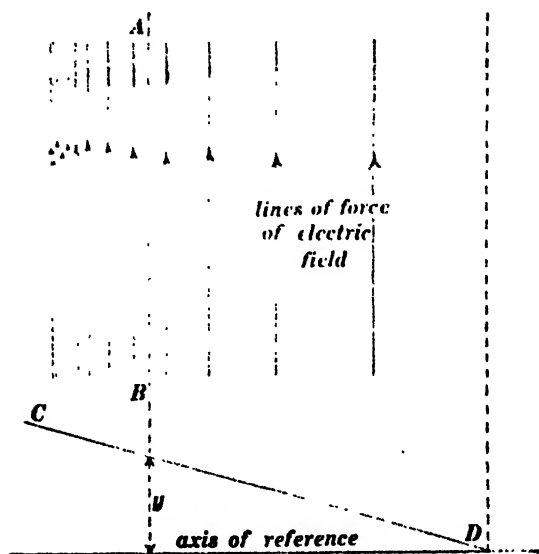 A
lines of force
of electric
field
B
C
y
D
axis of reference